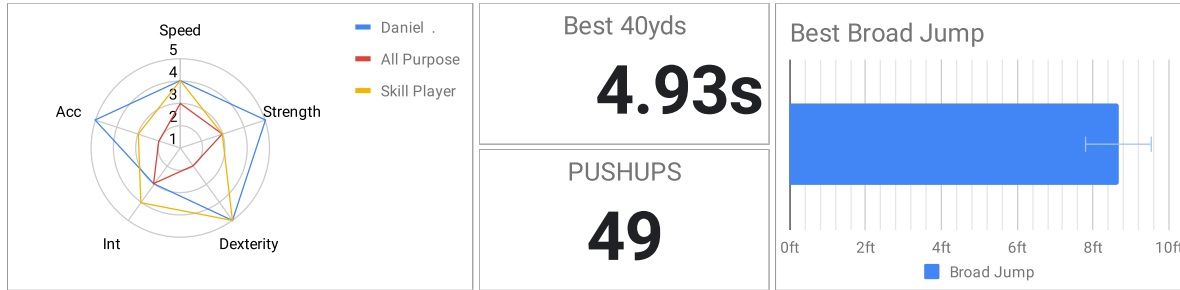 Speed
5
4
3
2
1
Acc
Strength
Int
Dexterity
Daniel .
All Purpose
Skill Player
Best 40yds
4.93s
PUSHUPS
49
Best Broad Jump
0ft 2ft 4ft 6ft 8ft 10ft
Broad Jump